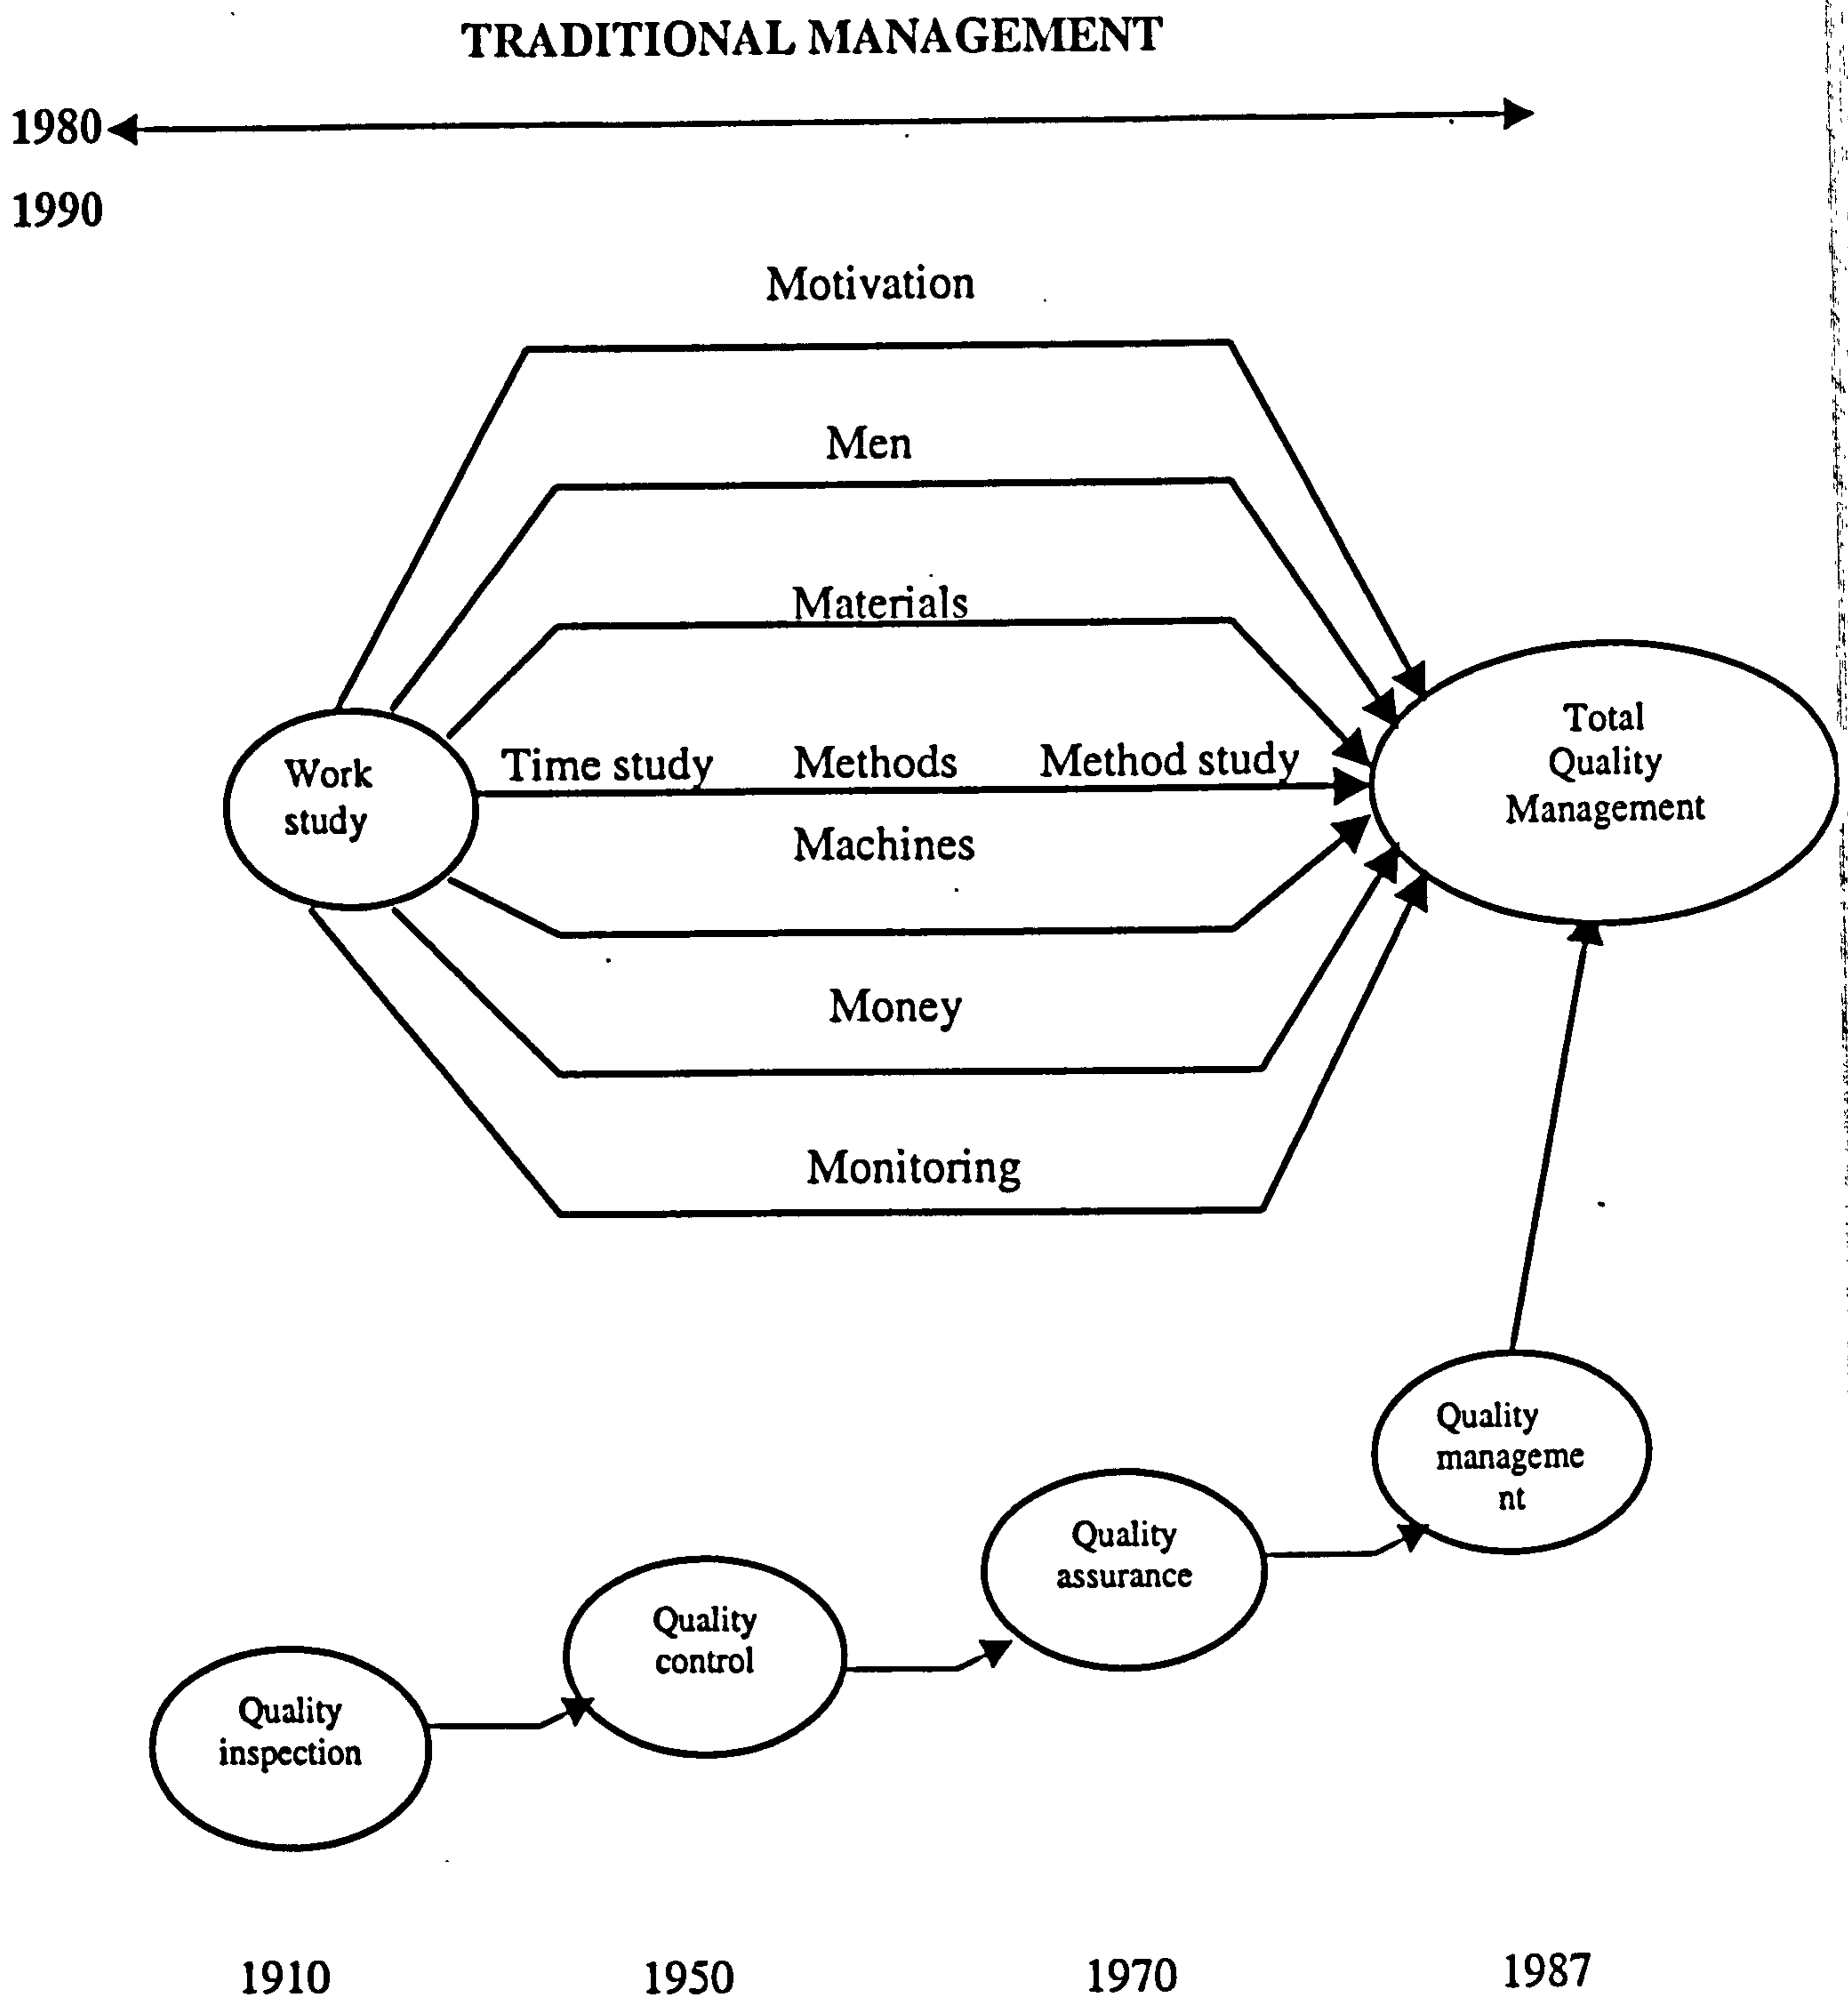 TRADITIONAL MANAGEMENT
1980
1990
Motivation
Men
Materials
Time study Methods Method study
Machines
Money
Monitoring
Work
study
Total
Quality
Management
Quality
manageme
nt
Quality
assurance
Quality
control
Quality
inspection
1910 1950 1970 1987